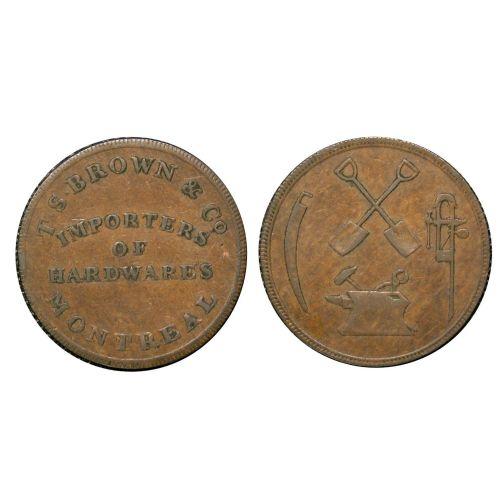 T. S. BROWN & Co.
IMPORTERS
OF
HARDWARES
MONTREAL